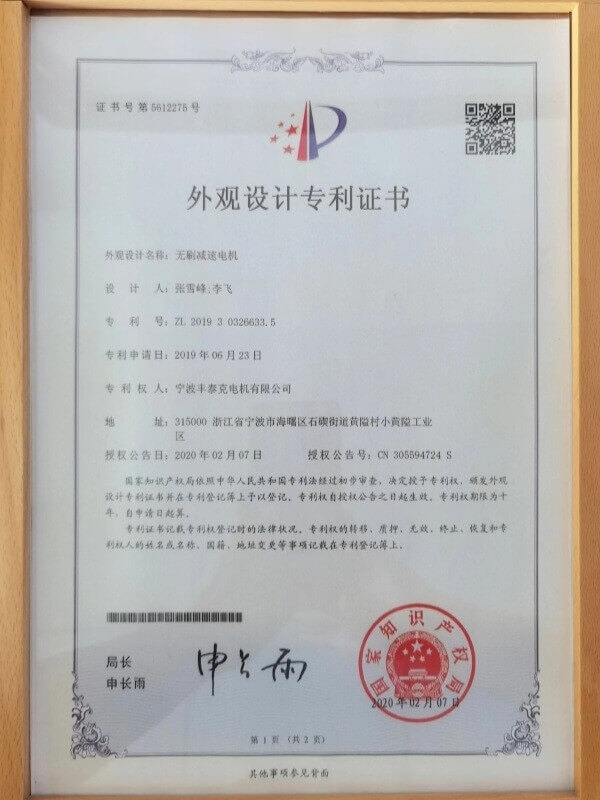 证书号第5612275号
外观设计专利证书
外观设计名称：无刷减速电机
设 计 人：张雪峰;李飞
专 利 号：ZL 2019 3 0326633.5
专利申请日：2019年06月23日
专 利 权 人：宁波丰泰克电机有限公司
地 址：315000 浙江省宁波市海曙区石碶街道黄隘村小黄隘工业
区
授权公告日：2020年02月07日 授权公告号：CN 305594724 S
国家知识产权局依照中华人民共和国专利法经过初步审查，决定授予专利权，颁发外观
设计专利证书并在专利登记簿上予以登记。专利权自授权公告之日起生效。专利权期限为十
年，自申请日起算。
专利证书记载专利权登记时的法律状况。专利权的转移、质押、无效、终止、恢复和专
利权人的姓名或名称、国籍、地址变更等事项记载在专利登记簿上。
局长
申长雨
申长雨
国家知识产权局
2020年02月07日
第 1 页 （共 2 页）
其他事项参见背面